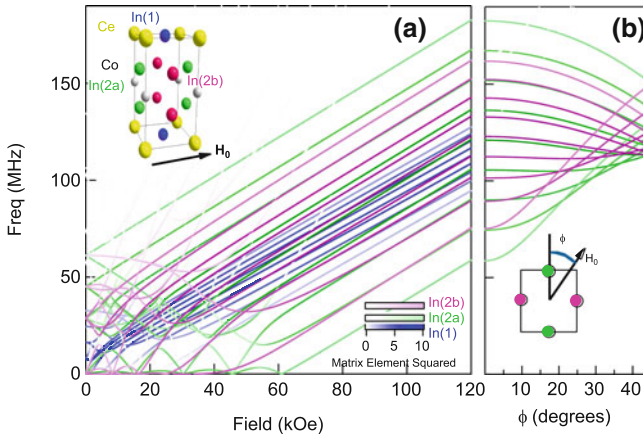 In(1)
(a)
(b)
Ce
Co
In(2b)
In(2a)
H0
Freq (MHz)
150
100
50
0
ϕ
H0
In(2b)
In(2a)
In(1)
0 5 10
Matrix Element Squared
0 20 40 60 80 100 120
10 20 30 40
Field (kOe)
ϕ (degrees)